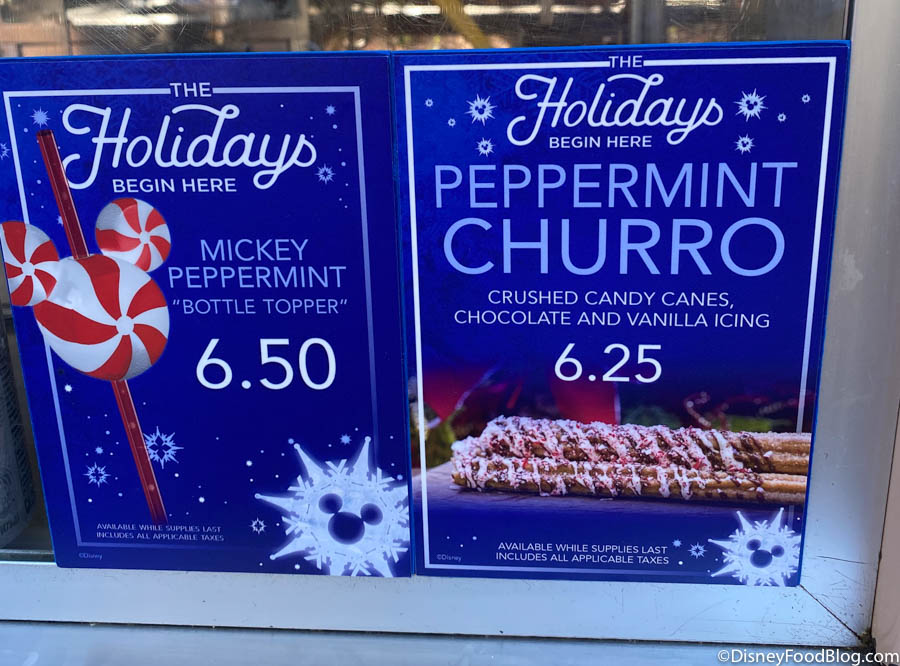 THE
Holidays
BEGIN HERE
MICKEY
PEPPERMINT
"BOTTLE TOPPER"
6.50
AVAILABLE WHILE SUPPLIES LAST
INCLUDES ALL APPLICABLE TAXES
©Disney
THE
Holidays
BEGIN HERE
PEPPERMINT
CHURRO
CRUSHED CANDY CANES,
CHOCOLATE AND VANILLA ICING
6.25
AVAILABLE WHILE SUPPLIES LAST
INCLUDES ALL APPLICABLE TAXES
©Disney
©DisneyFoodBlog.com